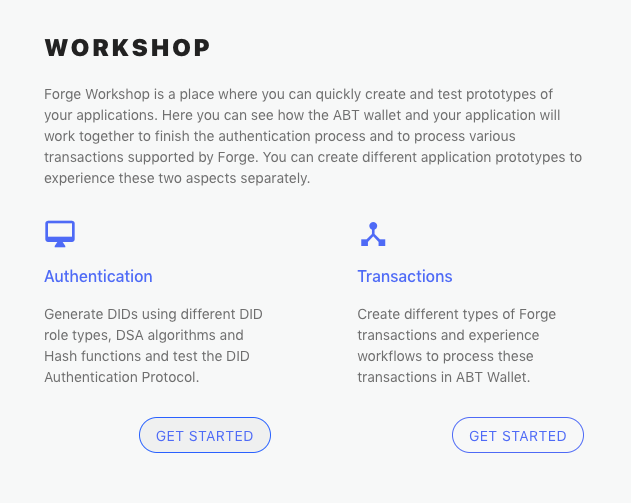 WORKSHOP
Forge Workshop is a place where you can quickly create and test prototypes of
your applications. Here you can see how the ABT wallet and your application will
work together to finish the authentication process and to process various
transactions supported by Forge. You can create different application prototypes to
experience these two aspects separately.
Authentication
Generate DIDs using different DID
role types, DSA algorithms and
Hash functions and test the DID
Authentication Protocol.
GET STARTED
Transactions
Create different types of Forge
transactions and experience
workflows to process these
transactions in ABT Wallet.
GET STARTED